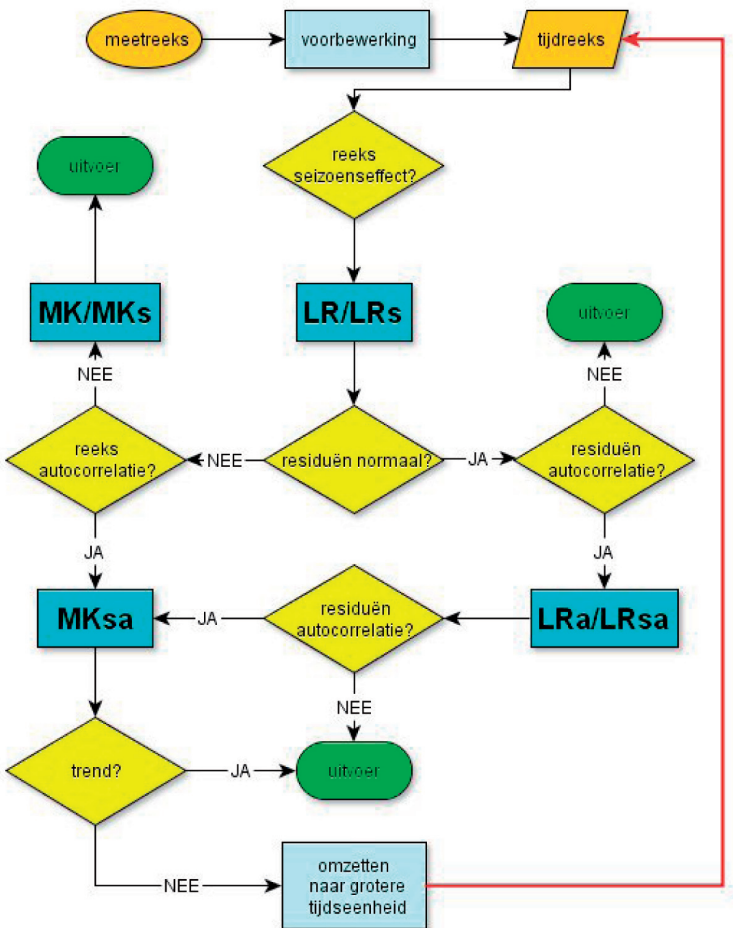 meetreeks
voorbewerking
tijdreeks
reeks
seizoenseffect?
uitvoer
MK/MKs
LR/LRs
uitvoer
NEE
NEE
reeks
autocorrelatie?
NEE
residuën normaal?
JA
residuën
autocorrelatie?
JA
JA
MKsa
JA
residuën
autocorrelatie?
LRa/LRsa
NEE
trend?
JA
uitvoer
NEE
omzetten
naar grotere
tijdseenheid